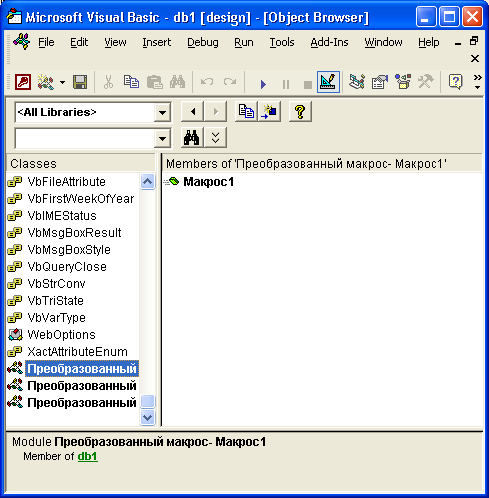 Microsoft Visual Basic - db1 [design] - [Object Browser]
File Edit View Insert Debug Run Tools Add-Ins Window Help
<All Libraries>
Classes
Members of 'Преобразованный макрос- Макрос1'
VbFileAttribute
Макрос1
VbFirstWeekOfYear
VbIMEStatus
VbMsgBoxResult
VbMsgBoxStyle
VbQueryClose
VbStrConv
VbTriState
VbVarType
WebOptions
XactAttributeEnum
Преобразованный
Преобразованный
Преобразованный
Module Преобразованный макрос- Макрос1
Member of db1